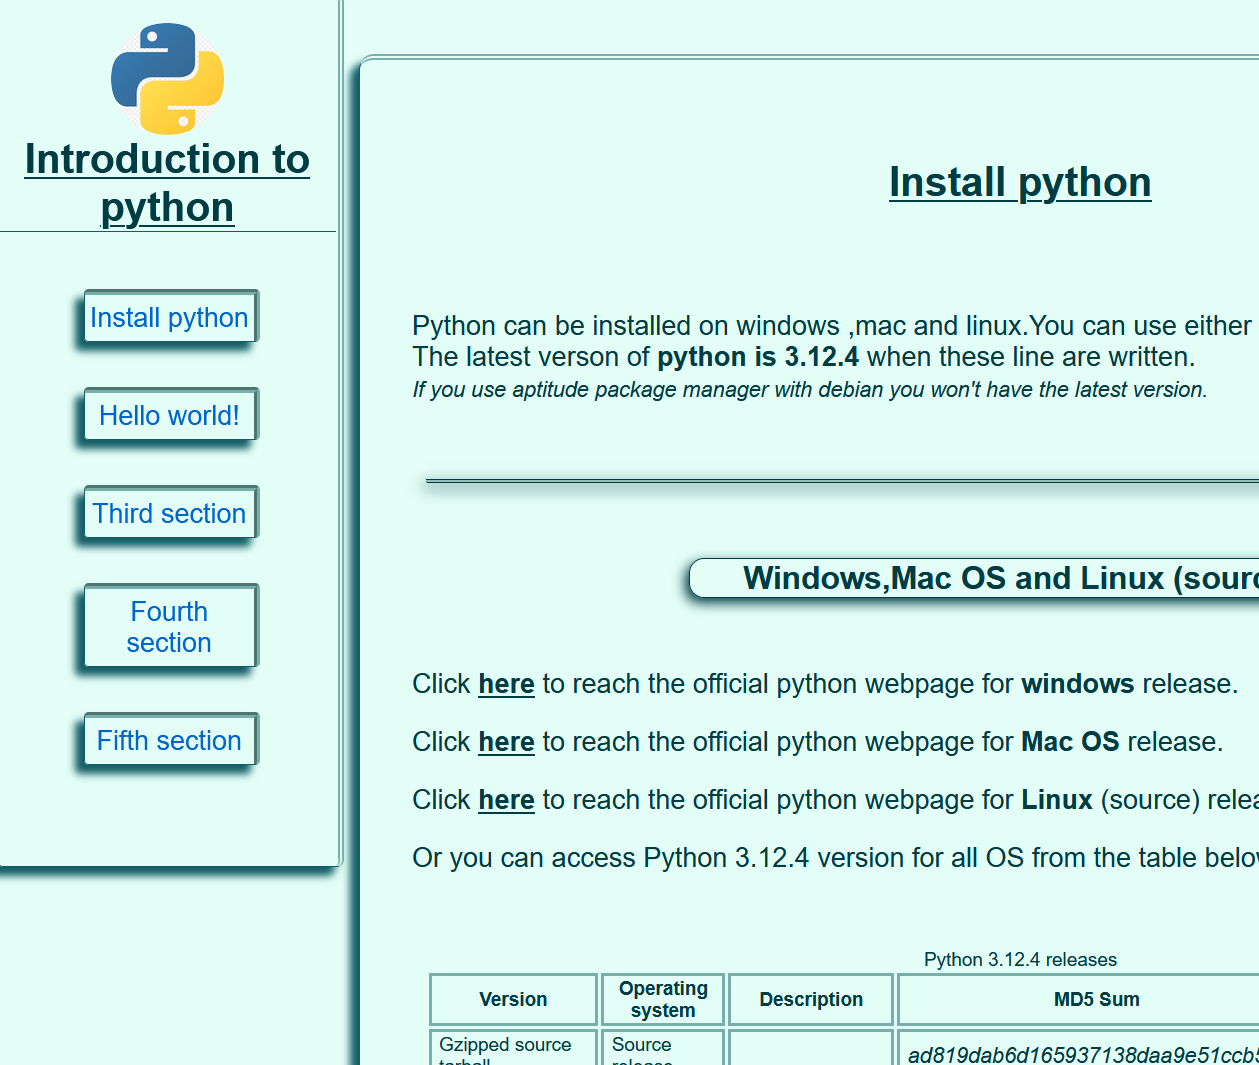 Introduction to
python
Install python
Hello world!
Third section
Fourth
section
Fifth section
Install python
Python can be installed on windows ,mac and linux.You can use either
The latest verson of python is 3.12.4 when these line are written.
If you use aptitude package manager with debian you won't have the latest version.
Windows,Mac OS and Linux (sourc
Click here to reach the official python webpage for windows release.
Click here to reach the official python webpage for Mac OS release.
Click here to reach the official python webpage for Linux (source) relea
Or you can access Python 3.12.4 version for all OS from the table below
Python 3.12.4 releases
Version Operating system Description MD5 Sum
Gzipped source tarball Source release ad819dab6d165937138daa9e51ccb5